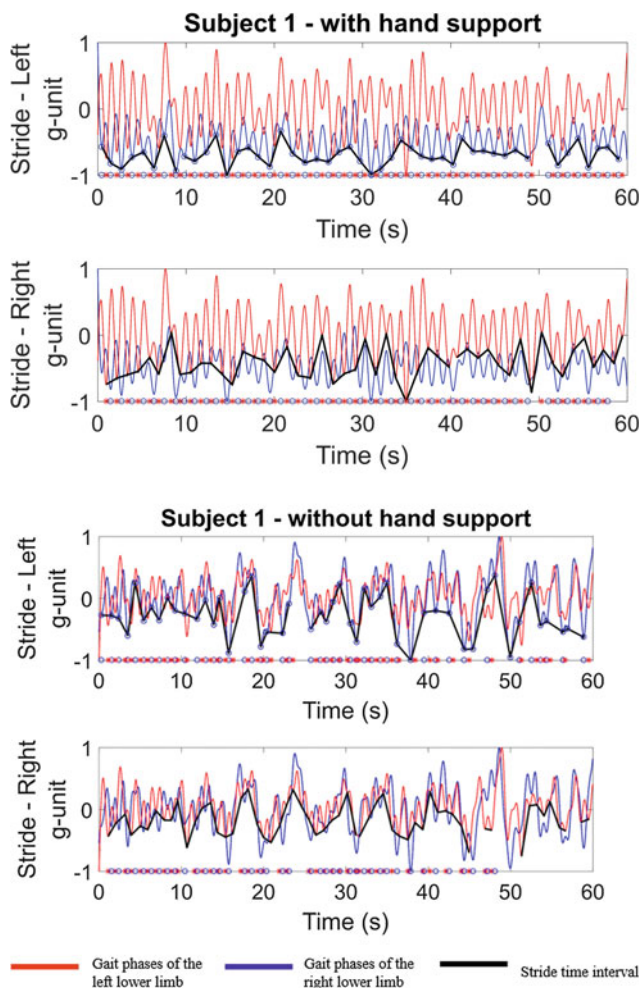 Subject 1 - with hand support
Stride - Left
g-unit
1
0
-1
0 10 20 30 40 50 60
Time (s)
Stride - Right
g-unit
1
0
-1
0 10 20 30 40 50 60
Time (s)
Subject 1 - without hand support
Stride - Left
g-unit
1
0
-1
0 10 20 30 40 50 60
Time (s)
Stride - Right
g-unit
1
0
-1
0 10 20 30 40 50 60
Time (s)
Gait phases of the
left lower limb
Gait phases of the
right lower limb
Stride time interval